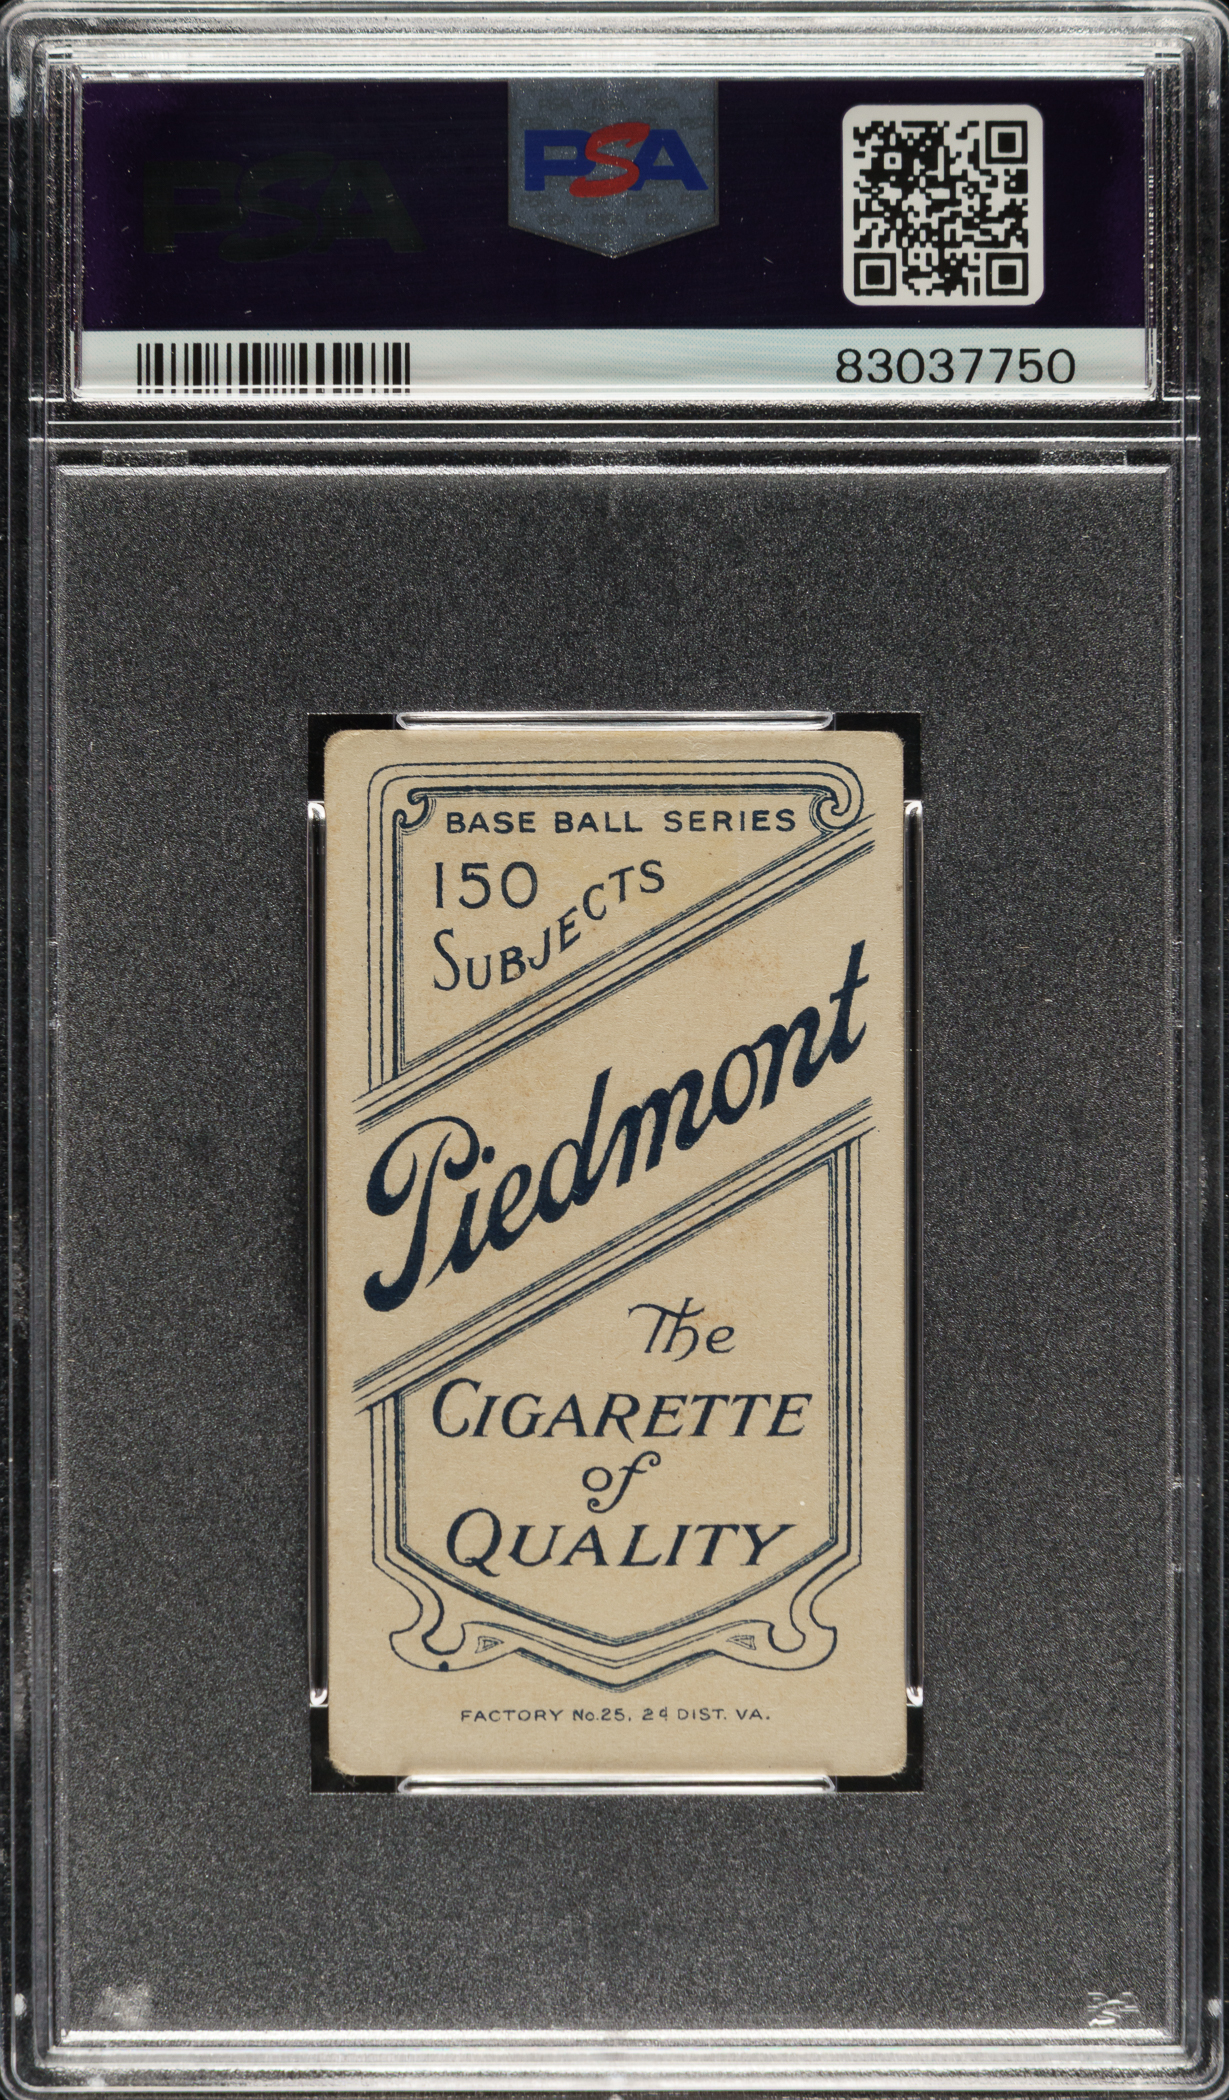 PSA
PSA
83037750
BASE BALL SERIES
150
SUBJECTS
Piedmont
The
CIGARETTE
of
QUALITY
FACTORY No.25, 2d DIST. VA.